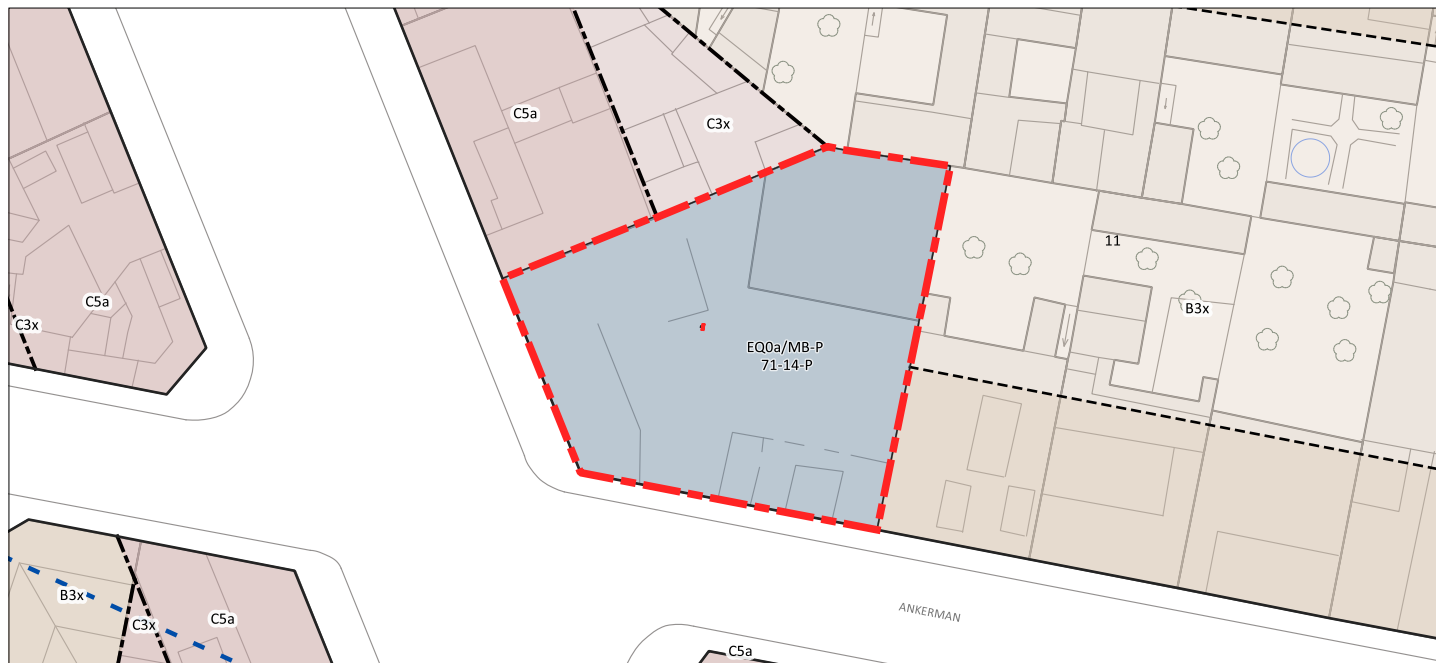 C5a
C3x
11
C5a
B3x
C3x
EQ0a/MB-P
71-14-P
B3x
C5a
C3x
ANKERMAN
C5a